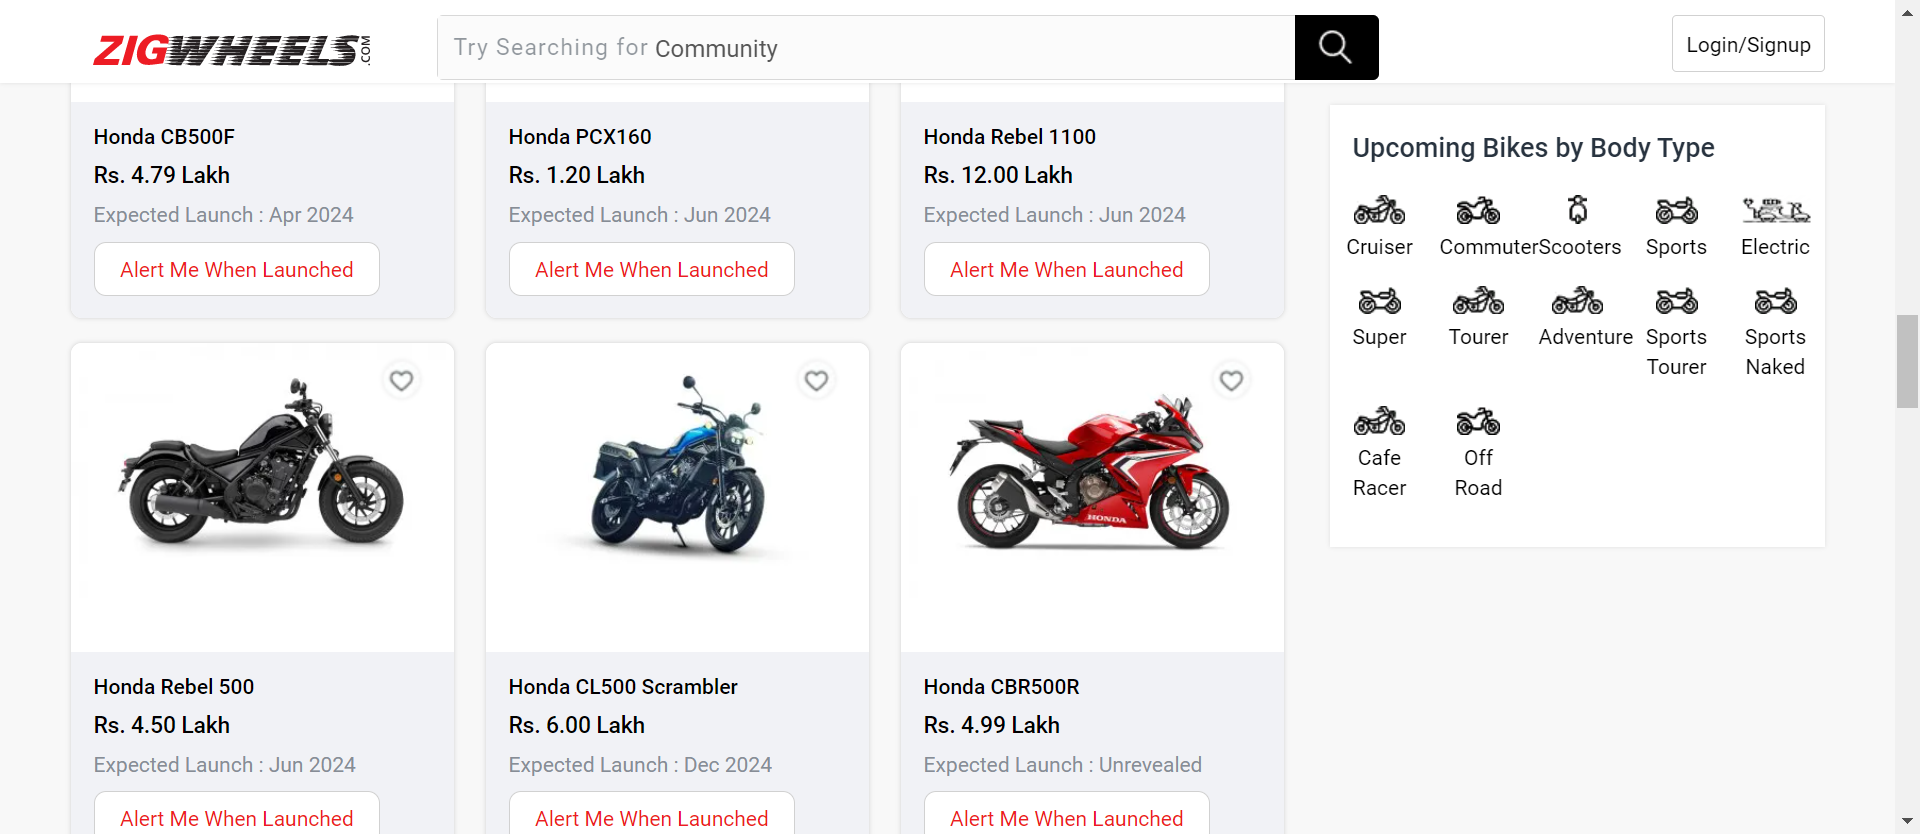 ZIGWHEELS.COM
Try Searching for Community
Login/Signup
Honda CB500F
Rs. 4.79 Lakh
Expected Launch : Apr 2024
Alert Me When Launched
Honda PCX160
Rs. 1.20 Lakh
Expected Launch : Jun 2024
Alert Me When Launched
Honda Rebel 1100
Rs. 12.00 Lakh
Expected Launch : Jun 2024
Alert Me When Launched
HONDA
Honda Rebel 500
Rs. 4.50 Lakh
Expected Launch : Jun 2024
Alert Me When Launched
Honda CL500 Scrambler
Rs. 6.00 Lakh
Expected Launch : Dec 2024
Alert Me When Launched
Honda CBR500R
Rs. 4.99 Lakh
Expected Launch : Unrevealed
Alert Me When Launched
Upcoming Bikes by Body Type
Cruiser
Commuter
Scooters
Sports
Electric
Super
Tourer
Adventure
Sports
Tourer
Sports
Naked
Cafe
Racer
Off
Road